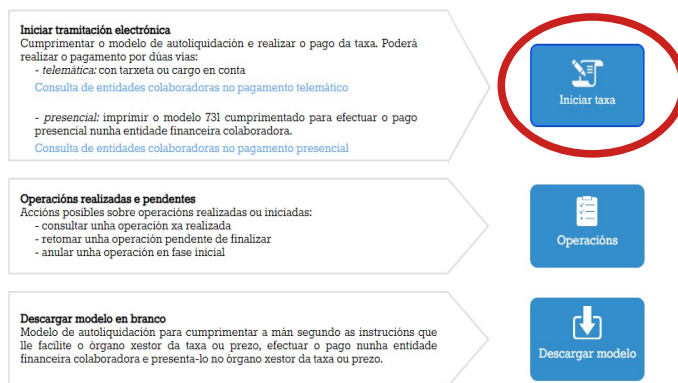 Iniciar tramitación electrónica
Cumprimentar o modelo de autoliquidación e realizar o pago da taxa. Poderá
realizar o pagamento por dúas vías:
- telemática: con tarxeta ou cargo en conta
Consulta de entidades colaboradoras no pagamento telemático
- presencial: imprimir o modelo 731 cumprimentado para efectuar o pago
presencial nunha entidade financeira colaboradora.
Consulta de entidades colaboradoras no pagamento presencial
Iniciar taxa
Operacións realizadas e pendentes
Accións posibles sobre operacións realizadas ou iniciadas:
- consultar unha operación xa realizada
- retomar unha operación pendente de finalizar
- anular unha operación en fase inicial
Operacións
Descargar modelo en branco
Modelo de autoliquidación para cumprimentar a mán segundo as instrucións que
lle facilite o órgano xestor da taxa ou prezo, efectuar o pago nunha entidade
financeira colaboradora e presenta-lo no órgano xestor da taxa ou prezo.
Descargar modelo